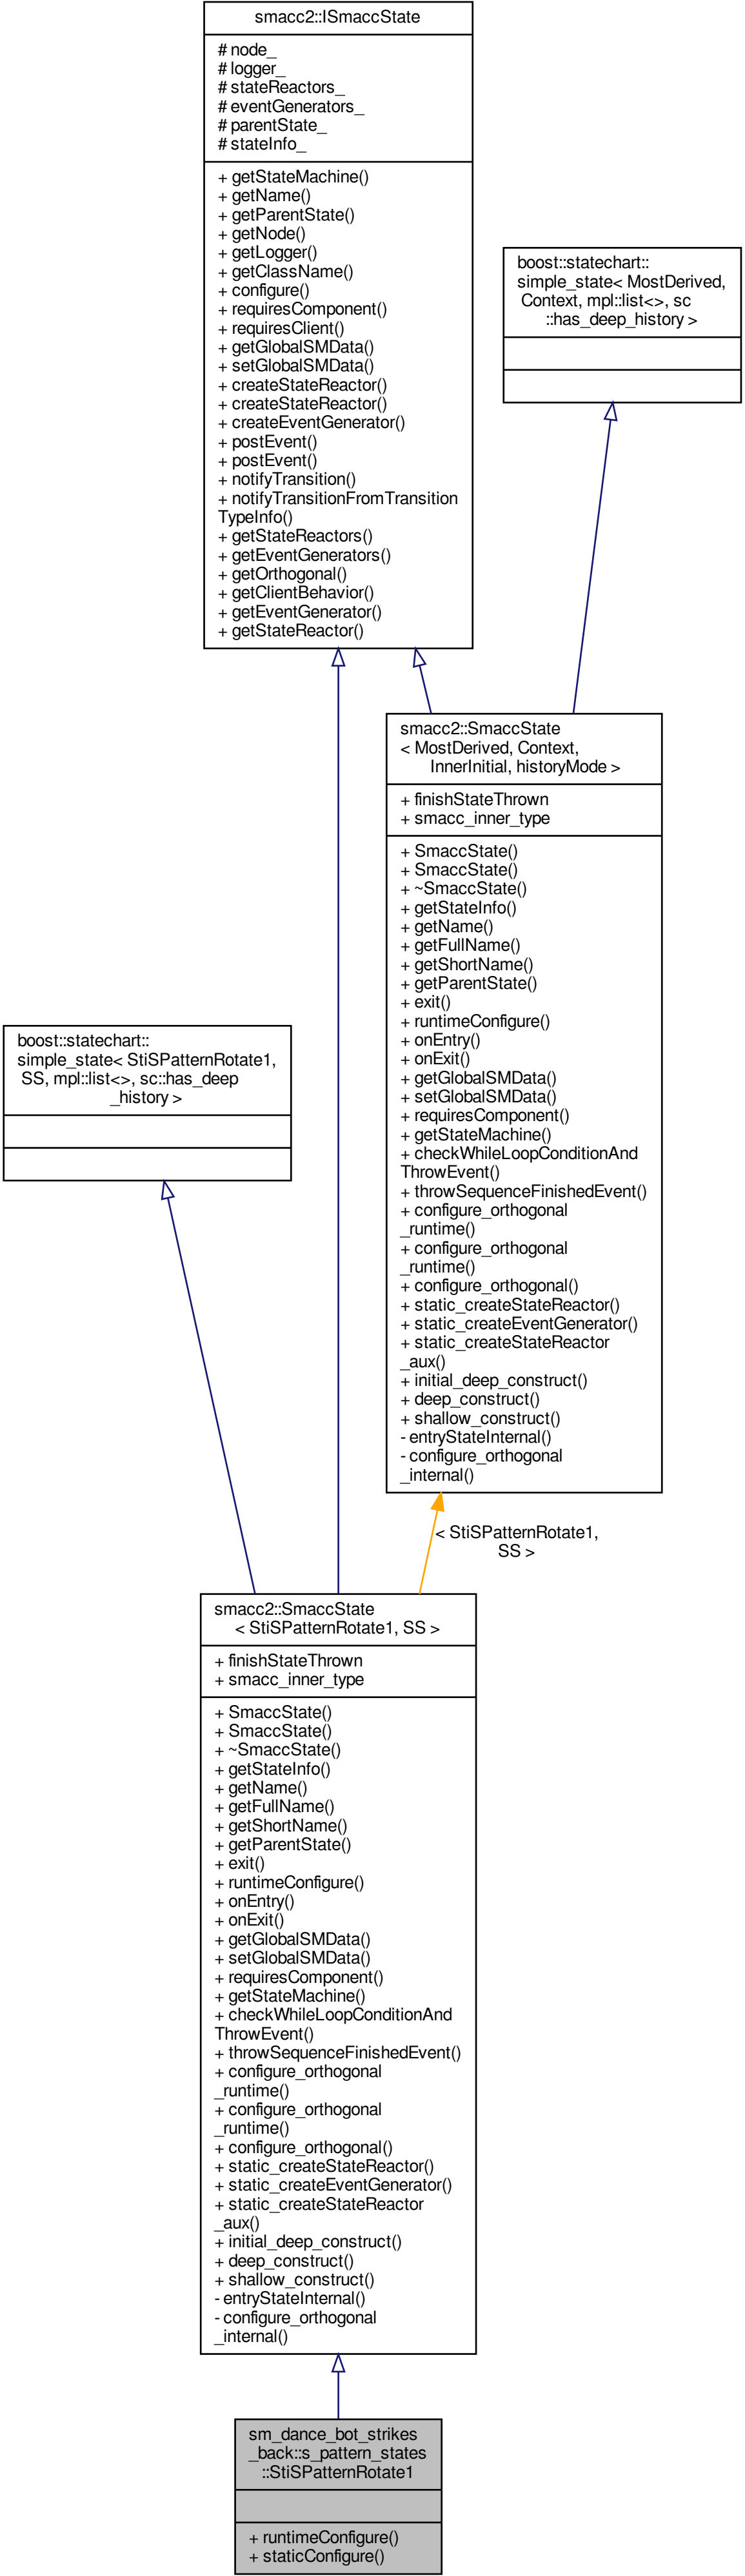 smacc2::ISmaccState
# node_
# logger_
# stateReactors_
# eventGenerators_
# parentState_
# stateInfo_
+ getStateMachine()
+ getName()
+ getParentState()
+ getNode()
+ getLogger()
+ getClassName()
+ configure()
+ requiresComponent()
+ requiresClient()
+ getGlobalSMData()
+ setGlobalSMData()
+ createStateReactor()
+ createStateReactor()
+ createEventGenerator()
+ postEvent()
+ postEvent()
+ notifyTransition()
+ notifyTransitionFromTransition
TypeInfo()
+ getStateReactors()
+ getEventGenerators()
+ getOrthogonal()
+ getClientBehavior()
+ getEventGenerator()
+ getStateReactor()
boost::statechart::
simple_state< MostDerived,
Context, mpl::list<>, sc
::has_deep_history >
smacc2::SmaccState
< MostDerived, Context,
InnerInitial, historyMode >
+ finishStateThrown
+ smacc_inner_type
+ SmaccState()
+ SmaccState()
+ ~SmaccState()
+ getStateInfo()
+ getName()
+ getFullName()
+ getShortName()
+ getParentState()
+ exit()
+ runtimeConfigure()
+ onEntry()
+ onExit()
+ getGlobalSMData()
+ setGlobalSMData()
+ requiresComponent()
+ getStateMachine()
+ checkWhileLoopConditionAnd
ThrowEvent()
+ throwSequenceFinishedEvent()
+ configure_orthogonal
_runtime()
+ configure_orthogonal
_runtime()
+ configure_orthogonal()
+ static_createStateReactor()
+ static_createEventGenerator()
+ static_createStateReactor
_aux()
+ initial_deep_construct()
+ deep_construct()
+ shallow_construct()
- entryStateInternal()
- configure_orthogonal
_internal()
boost::statechart::
simple_state< StiSPatternRotate1,
SS, mpl::list<>, sc::has_deep
_history >
< StiSPatternRotate1,
SS >
smacc2::SmaccState
< StiSPatternRotate1, SS >
+ finishStateThrown
+ smacc_inner_type
+ SmaccState()
+ SmaccState()
+ ~SmaccState()
+ getStateInfo()
+ getName()
+ getFullName()
+ getShortName()
+ getParentState()
+ exit()
+ runtimeConfigure()
+ onEntry()
+ onExit()
+ getGlobalSMData()
+ setGlobalSMData()
+ requiresComponent()
+ getStateMachine()
+ checkWhileLoopConditionAnd
ThrowEvent()
+ throwSequenceFinishedEvent()
+ configure_orthogonal
_runtime()
+ configure_orthogonal
_runtime()
+ configure_orthogonal()
+ static_createStateReactor()
+ static_createEventGenerator()
+ static_createStateReactor
_aux()
+ initial_deep_construct()
+ deep_construct()
+ shallow_construct()
- entryStateInternal()
- configure_orthogonal
_internal()
sm_dance_bot_strikes
_back::s_pattern_states
::StiSPatternRotate1
+ runtimeConfigure()
+ staticConfigure()